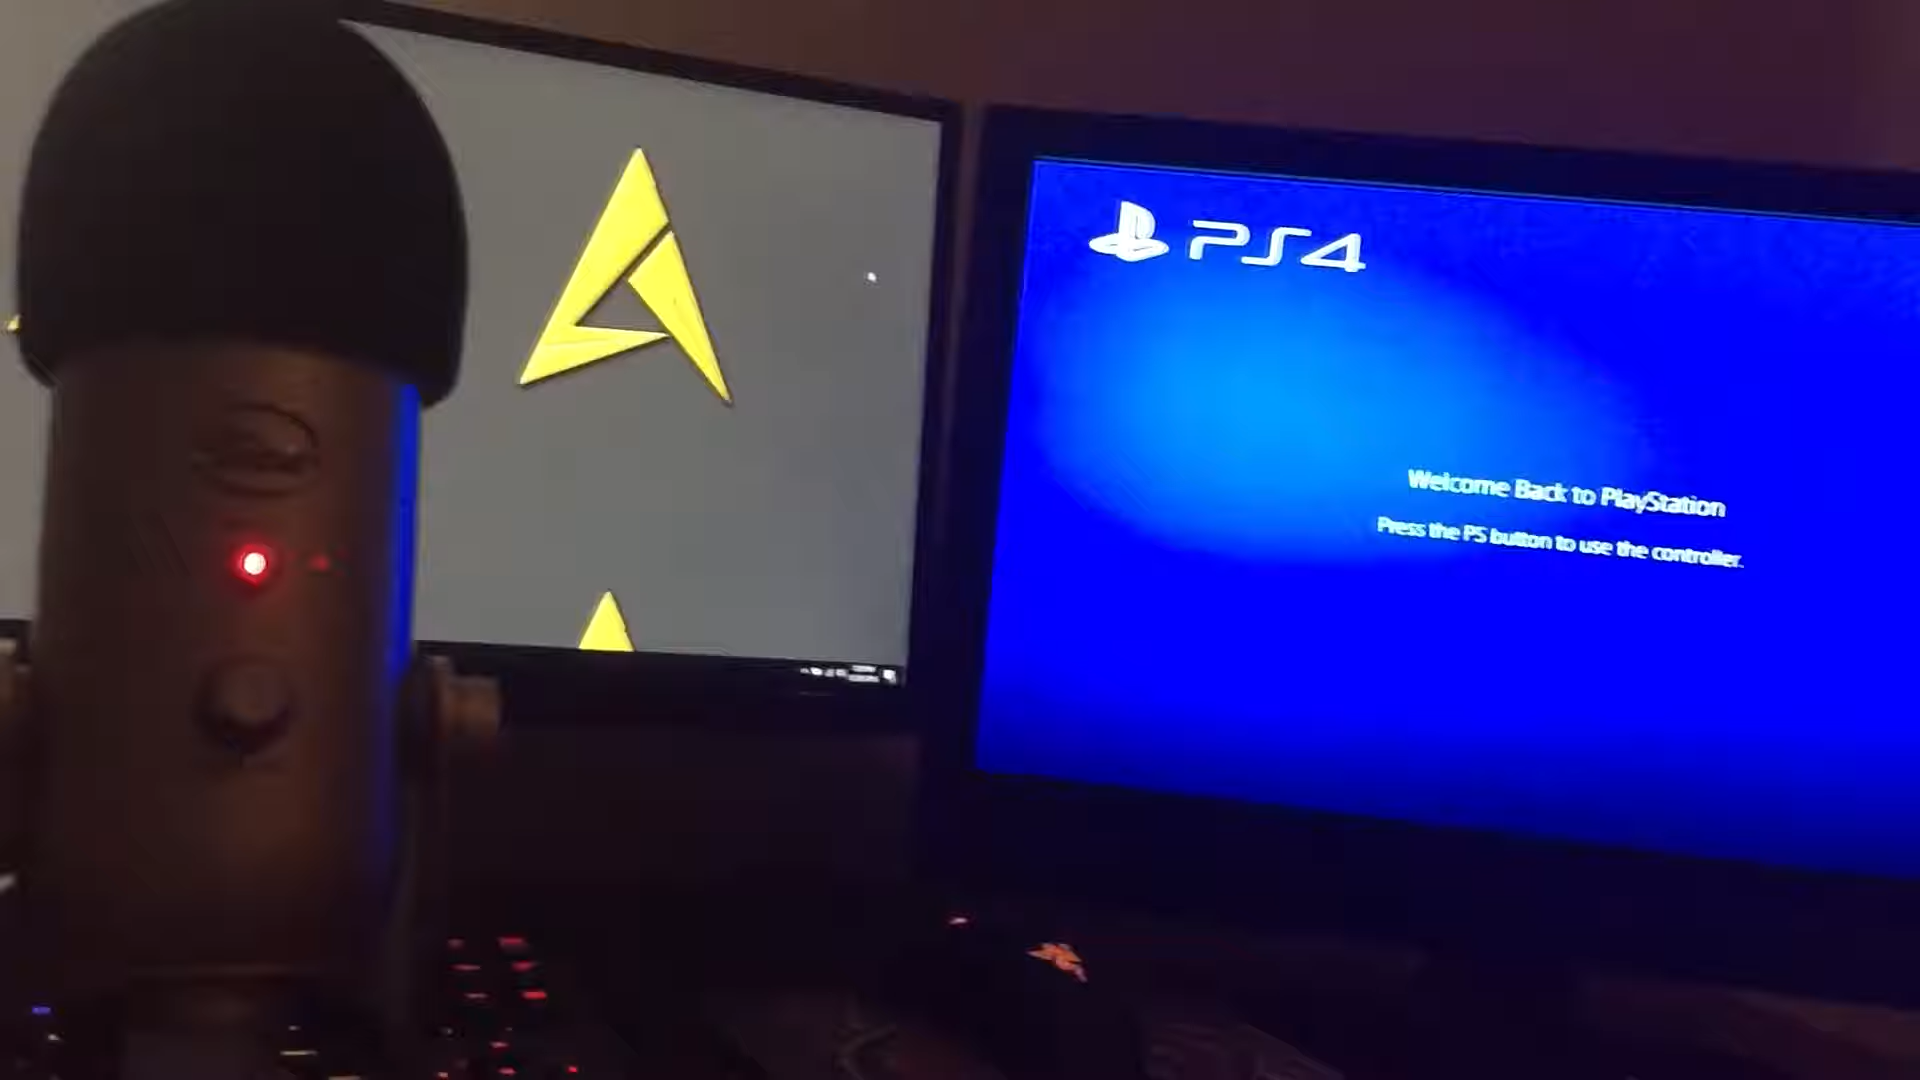 PS4
Welcome Back to PlayStation
Press the PS button to use the controller.